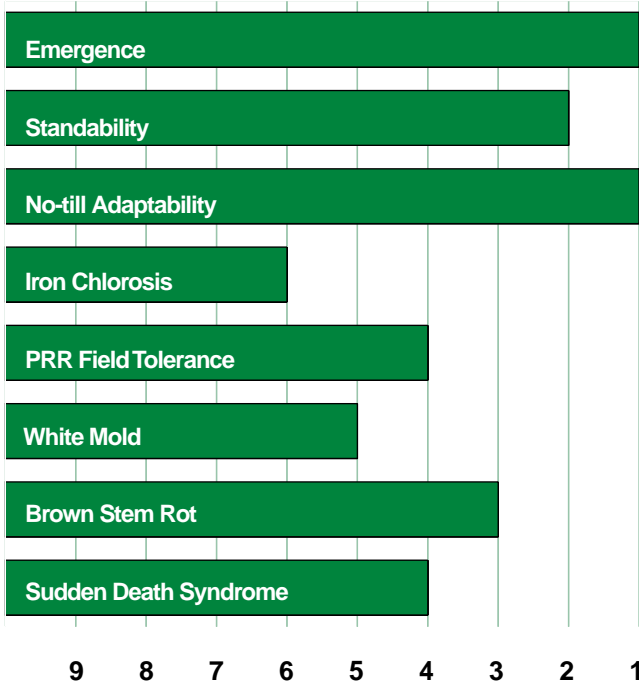 Emergence
Standability
No-till Adaptability
Iron Chlorosis
PRR Field Tolerance
White Mold
Brown Stem Rot
Sudden Death Syndrome
9 8 7 6 5 4 3 2 1